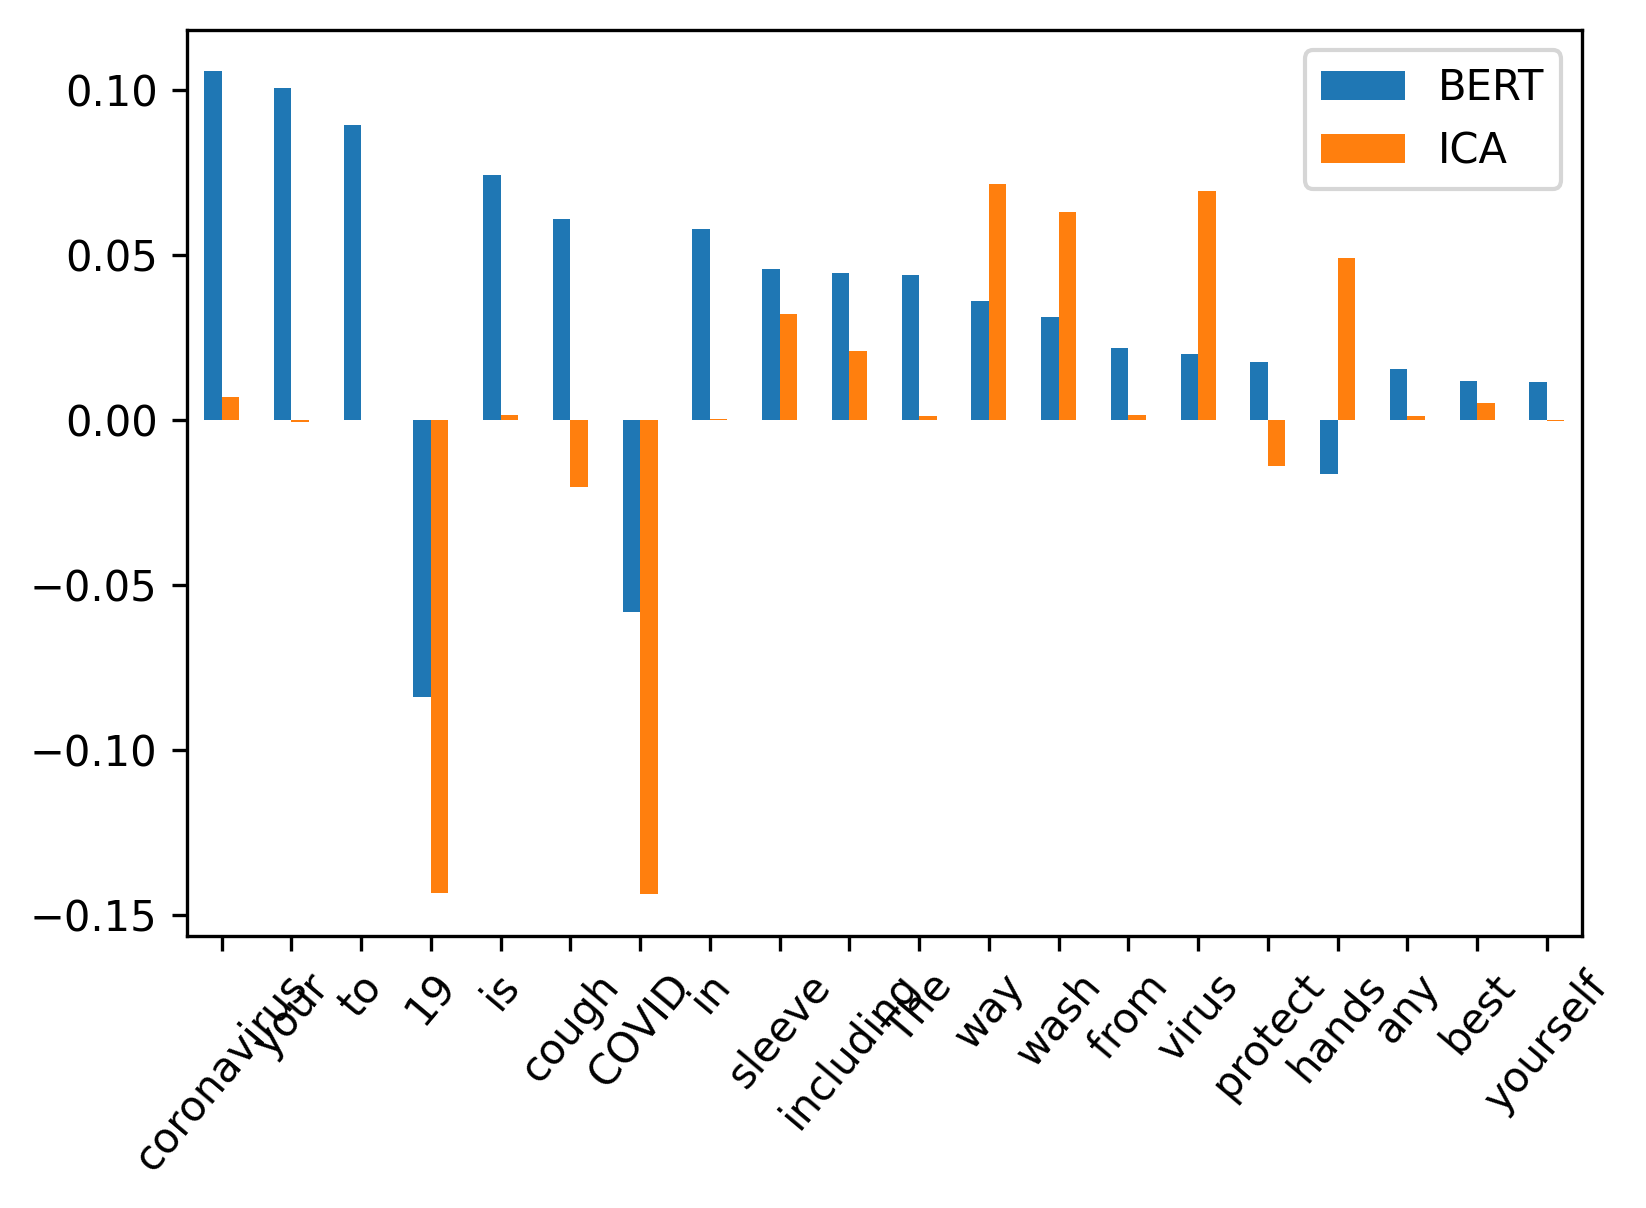 BERT
ICA
0.10
0.05
0.00
−0.05
−0.10
−0.15
coronavirus
your
to
19
is
cough
COVID
in
sleeve
including
The
way
wash
from
virus
protect
hands
any
best
yourself